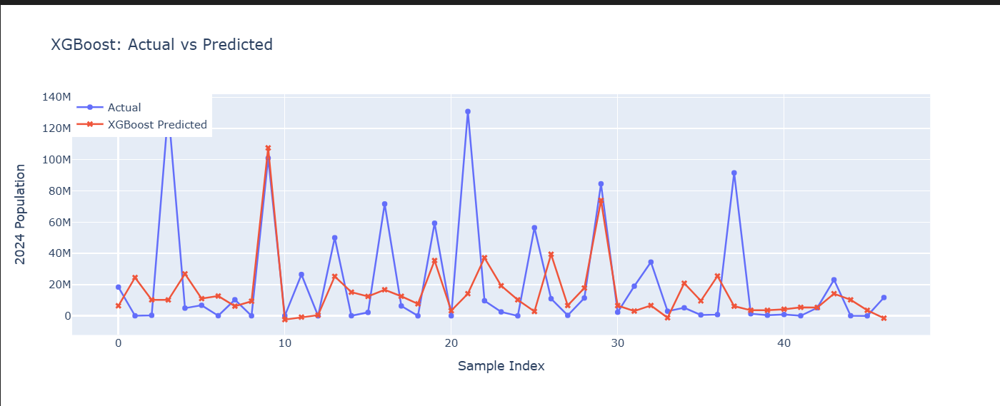 XGBoost: Actual vs Predicted
140M
120M
100M
80M
60M
40M
20M
0
2024 Population
Actual
XGBoost Predicted
0 10 20 30 40
Sample Index